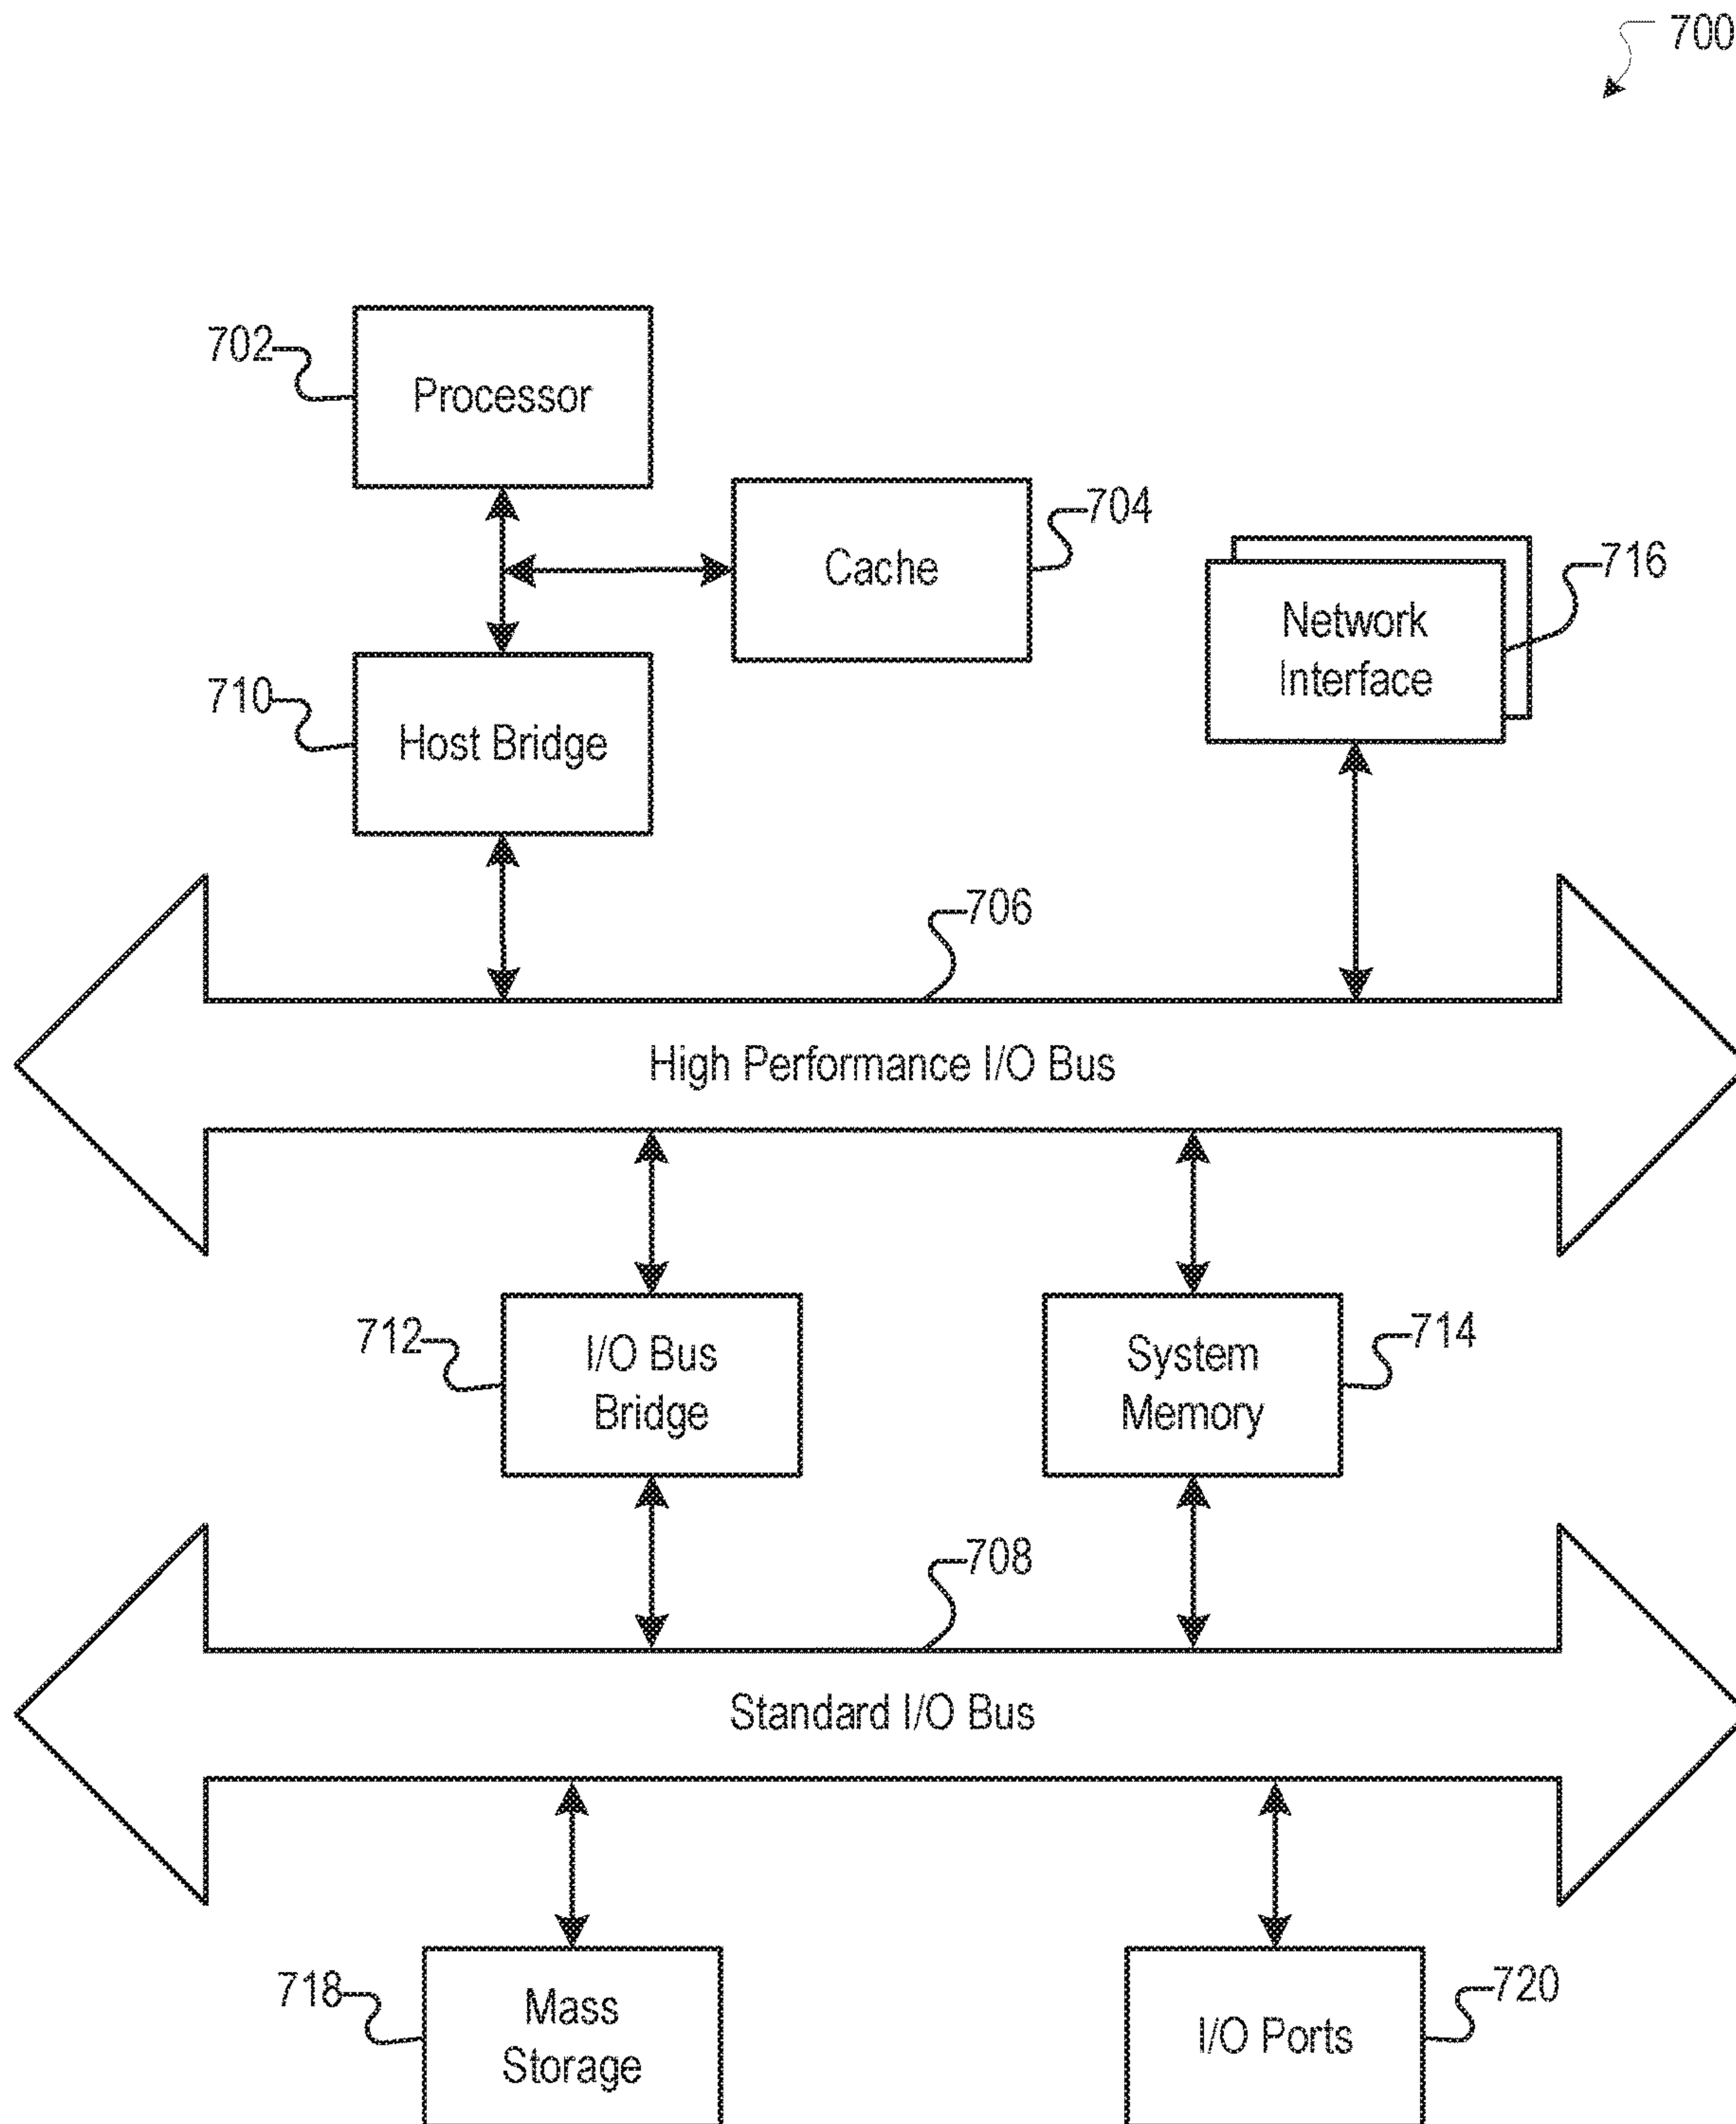 700
702
Processor
704
Cache
716
Network
Interface
710
Host Bridge
706
High Performance I/O Bus
712
I/O Bus
Bridge
714
System
Memory
708
Standard I/O Bus
718
Mass
Storage
720
I/O Ports